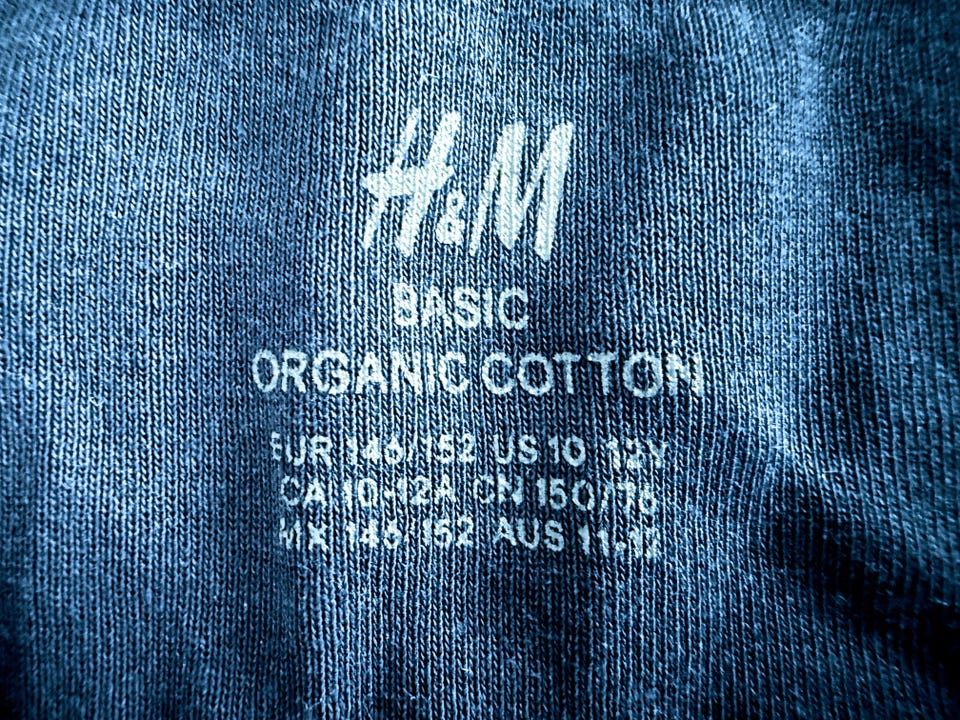 H&M
BASIC
ORGANIC COTTON
EUR 146/152 US 10-12Y
CA 10-12A CN 150/76
MX 146/152 AUS 11-12